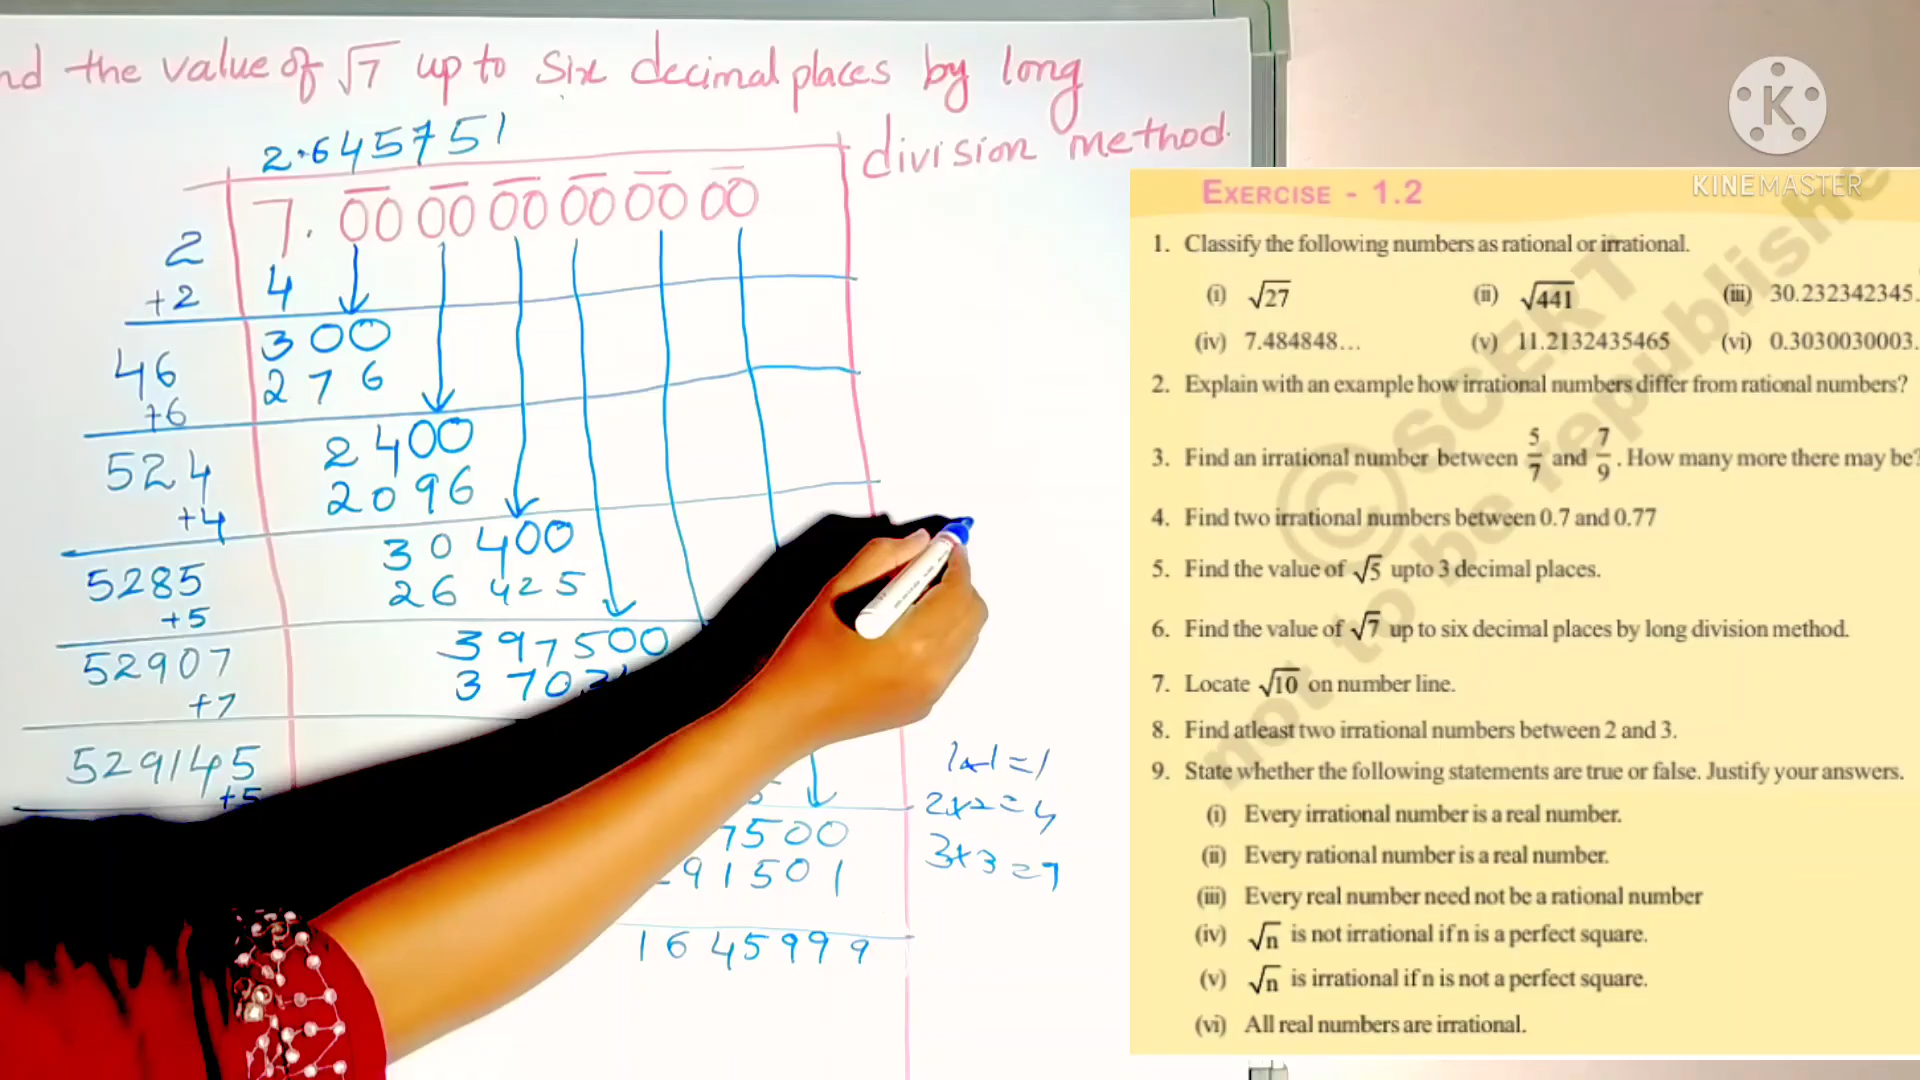 nd the value of √7 up to six decimal places by long
division method.
2.645751
7. 00 00 00 00 00 00
2
+2
4
300
46
276
+6
2400
524
2096
+4
30400
5285
26425
+5
397500
52907
370
+7
529145
+5
7500
91501
1645999
1×1=1
2×2=4
EXERCISE - 1.2
1. Classify the following numbers as rational or irrational.
(i) √27 (ii) √441 (iii) 30.232342345.
(iv) 7.484848... (v) 11.2132435465 (vi) 0.3030030003.
2. Explain with an example how irrational numbers differ from rational numbers?
3. Find an irrational number between 5/7 and 7/9. How many more there may be?
4. Find two irrational numbers between 0.7 and 0.77
5. Find the value of √5 upto 3 decimal places.
6. Find the value of √7 up to six decimal places by long division method.
7. Locate √10 on number line.
8. Find atleast two irrational numbers between 2 and 3.
9. State whether the following statements are true or false. Justify your answers.
(i) Every irrational number is a real number.
(ii) Every rational number is a real number.
(iii) Every real number need not be a rational number
(iv) √n is not irrational if n is a perfect square.
(v) √n is irrational if n is not a perfect square.
(vi) All real numbers are irrational.
©SCERT
not to be republishe
K
KINEMASTER